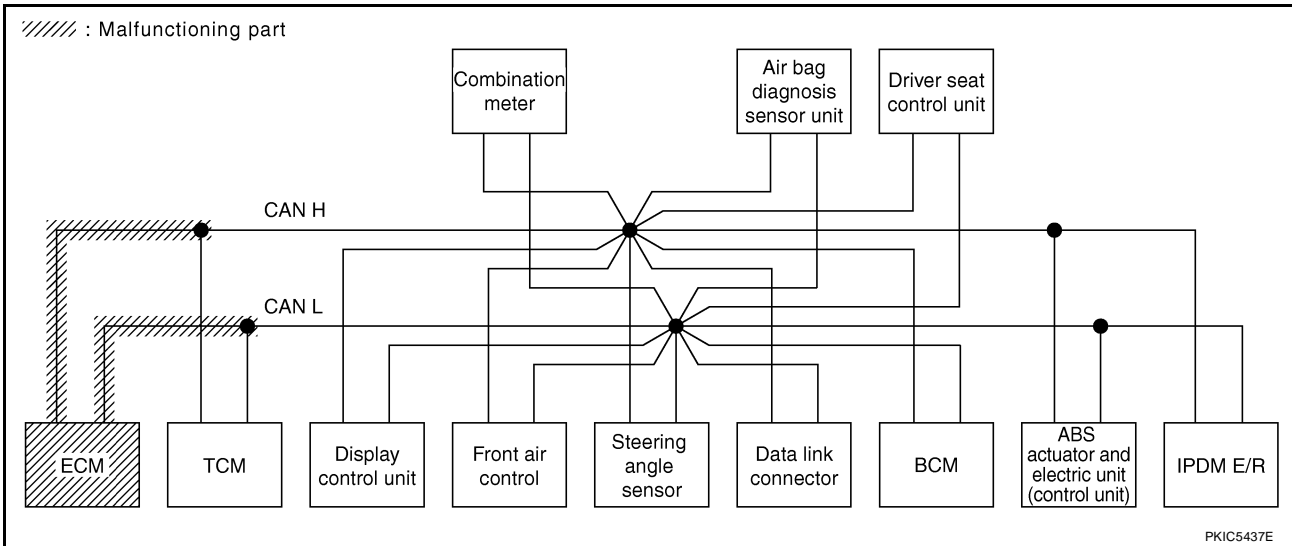 : Malfunctioning part
Combination
meter
Air bag
diagnosis
sensor unit
Driver seat
control unit
CAN H
CAN L
ECM
TCM
Display
control unit
Front air
control
Steering
angle
sensor
Data link
connector
BCM
ABS
actuator and
electric unit
(control unit)
IPDM E/R
PKIC5437E